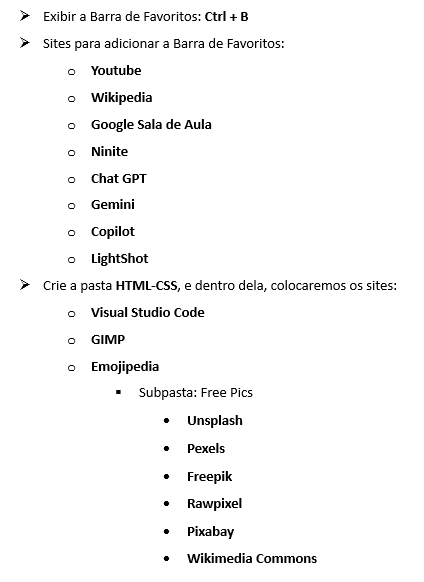 Exibir a Barra de Favoritos: Ctrl + B
Sites para adicionar a Barra de Favoritos:
Youtube
Wikipedia
Google Sala de Aula
Ninite
Chat GPT
Gemini
Copilot
LightShot
Crie a pasta HTML-CSS, e dentro dela, colocaremos os sites:
Visual Studio Code
GIMP
Emojipedia
Subpasta: Free Pics
Unsplash
Pexels
Freepik
Rawpixel
Pixabay
Wikimedia Commons